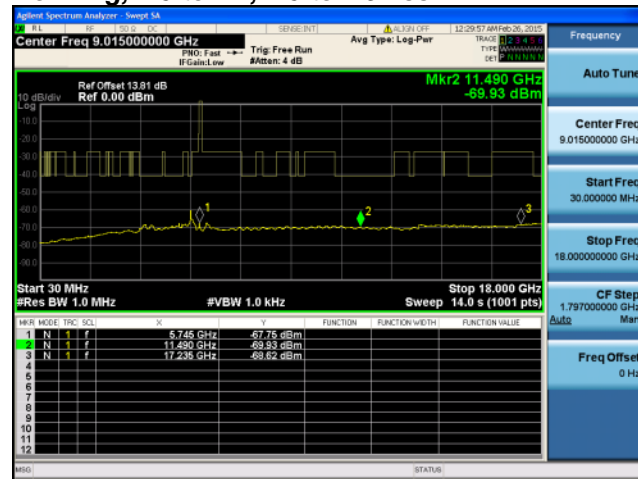 Agilent Spectrum Analyzer - Swept SA
RL RF 50 Ω DC SENSE:INT ALIGN OFF 12:29:57 AM Feb 26, 2015
Center Freq 9.015000000 GHz
PNO: Fast
IFGain:Low
Trig: Free Run
#Atten: 4 dB
Avg Type: Log-Pwr
TRACE 1 2 3 4 5 6
TYPE
DET P N N N N N
Ref Offset 13.81 dB
Ref 0.00 dBm
Mkr2 11.490 GHz
-69.93 dBm
10 dB/div
Log
-10.0
-20.0
-30.0
-40.0
-50.0
-60.0
-70.0
-80.0
-90.0
1
2
3
Start 30 MHz
Stop 18.000 GHz
#Res BW 1.0 MHz #VBW 1.0 kHz Sweep 14.0 s (1001 pts)
MKR MODE TRC SCL X Y FUNCTION FUNCTION WIDTH FUNCTION VALUE
1 N 1 f 5.745 GHz -67.75 dBm
2 N 1 f 11.490 GHz -69.93 dBm
3 N 1 f 17.235 GHz -68.62 dBm
4
5
6
7
8
9
10
11
12
MSG STATUS
Frequency
Auto Tune
Center Freq
9.015000000 GHz
Start Freq
30.000000 MHz
Stop Freq
18.000000000 GHz
CF Step
1.797000000 GHz
Auto Man
Freq Offset
0 Hz